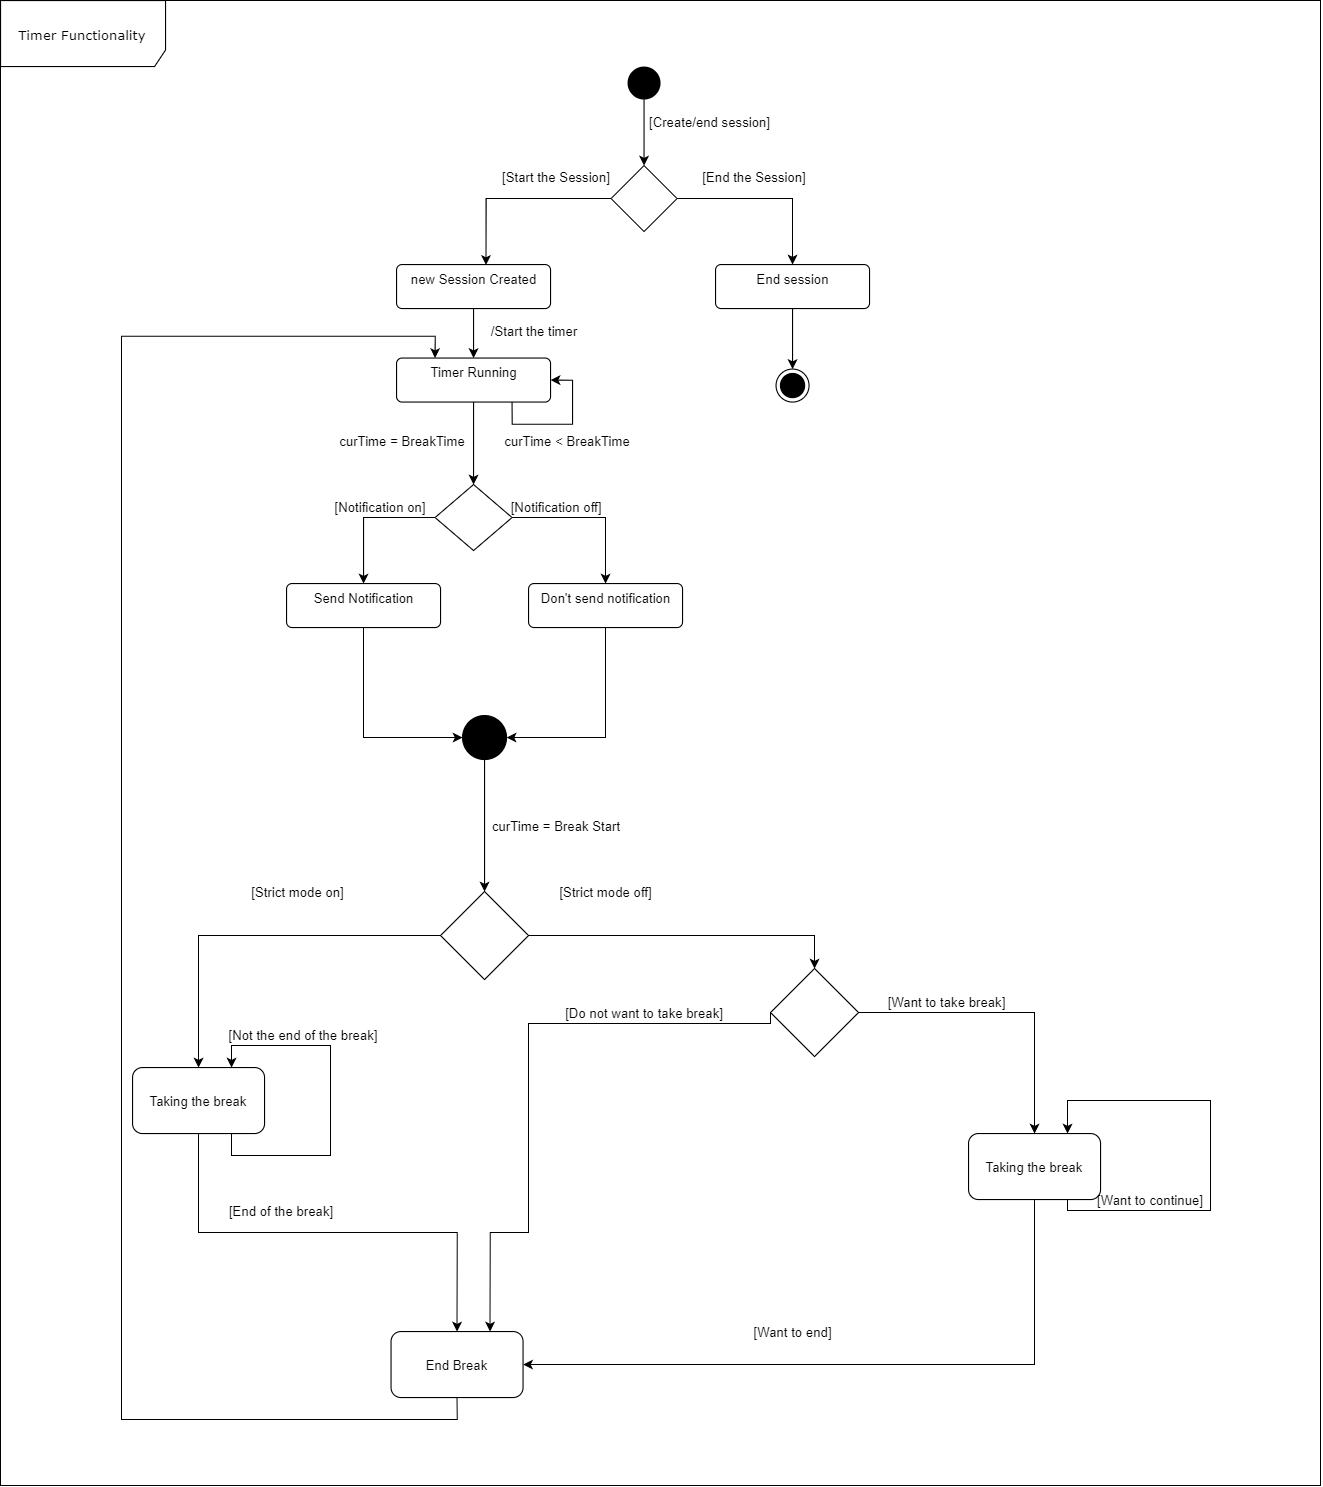 Timer Functionality
[Create/end session]
[Start the Session]
[End the Session]
new Session Created
End session
/Start the timer
Timer Running
curTime = BreakTime
curTime < BreakTime
[Notification on]
[Notification off]
Send Notification
Don't send notification
curTime = Break Start
[Strict mode on]
[Strict mode off]
[Want to take break]
[Do not want to take break]
[Not the end of the break]
Taking the break
Taking the break
[Want to continue]
[End of the break]
[Want to end]
End Break